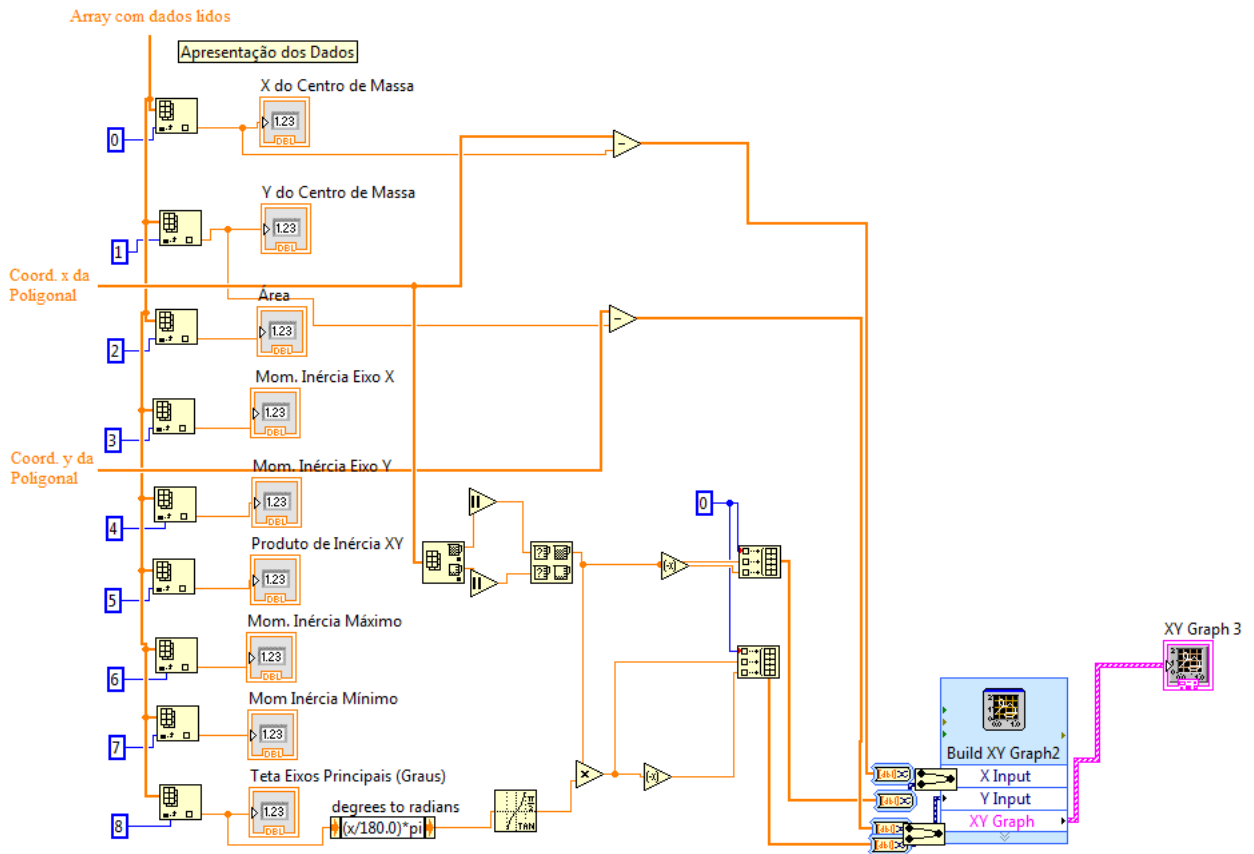 Array com dados lidos
Apresentação dos Dados
X do Centro de Massa
0
1.23
DBL
Y do Centro de Massa
1
1.23
DBL
Coord. x da
Poligonal
Área
2
1.23
DBL
Mom. Inércia Eixo X
3
1.23
DBL
Coord. y da
Poligonal
Mom. Inércia Eixo Y
4
1.23
DBL
0
Produto de Inércia XY
5
1.23
DBL
Mom. Inércia Máximo
6
1.23
DBL
Mom Inércia Mínimo
7
1.23
DBL
Teta Eixos Principais (Graus)
8
1.23
DBL
degrees to radians
(x/180.0)*pi
TAN
XY Graph 3
Build XY Graph2
X Input
Y Input
XY Graph